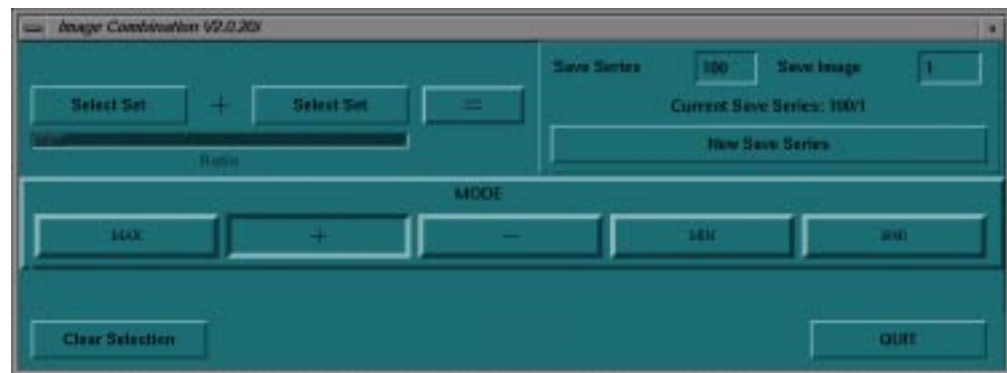 Image Combination V2.0.20i
Save Series 100 Save Image 1
Select Set + Select Set =
Current Save Series: 100/1
New Save Series
Ratio
MODE
MAX + − MIN
Clear Selection QUIT